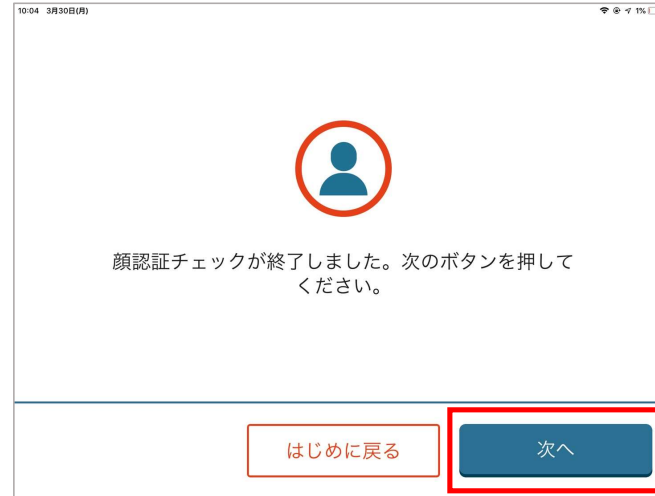 10:04 3月30日(月)
1%
顔認証チェックが終了しました。次のボタンを押して
ください。
はじめに戻る
次へ